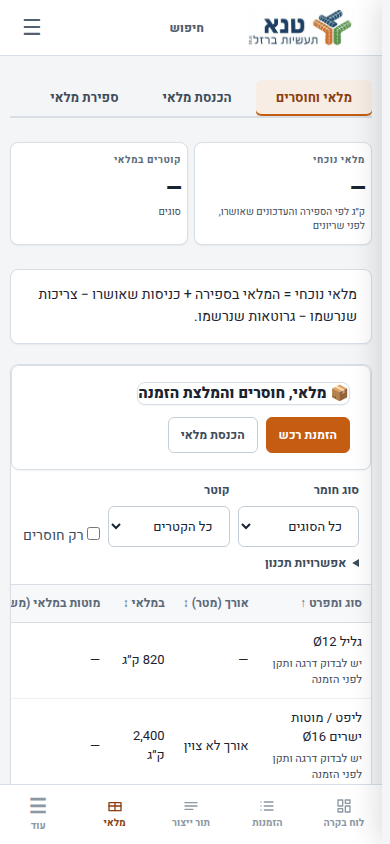 טנא
תעשיות ברזל
חיפוש
מלאי וחוסרים
הכנסת מלאי
ספירת מלאי
מלאי נוכחי
—
ק״ג לפי הספירה והעדכונים שאושרו,
לפני שריונים
קוטרים במלאי
—
סוגים
מלאי נוכחי = המלאי בספירה + כניסות שאושרו − צריכות
שנרשמו − גרוטאות שנרשמו.
📦 מלאי, חוסרים והמלצת הזמנה
הזמנת רכש
הכנסת מלאי
סוג חומר
קוטר
כל הסוגים
כל הקטרים
רק חוסרים
◀ אפשרויות תכנון
סוג ומפרט ↑
אורך (מטר) ↕
במלאי ↕
מוטות במלאי (מש
גליל Ø12
יש לבדוק דרגה ותקן
לפני הזמנה
—
820 ק״ג
—
ליפט / מוטות
ישרים Ø16
יש לבדוק דרגה ותקן
לפני הזמנה
אורך לא צוין
2,400
ק״ג
—
לוח בקרה
הזמנות
תור ייצור
מלאי
עוד